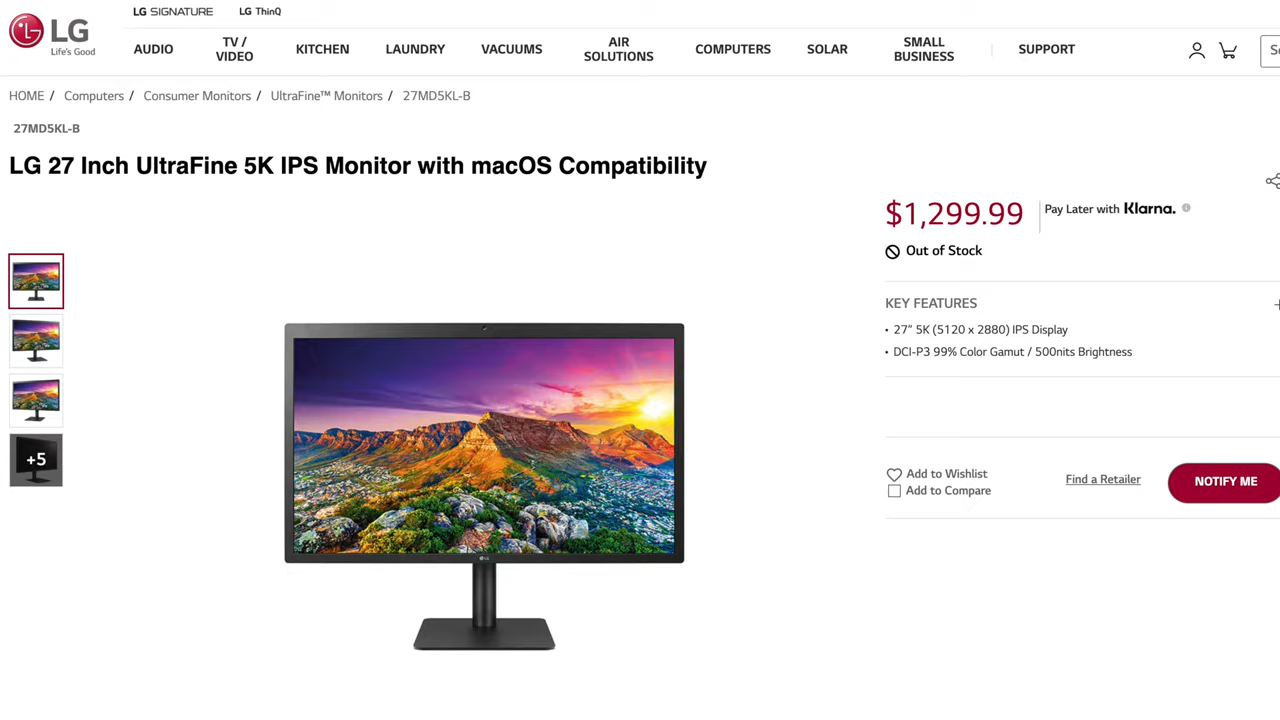 LG SIGNATURE
LG ThinQ
LG
Life's Good
AUDIO
TV /
VIDEO
KITCHEN
LAUNDRY
VACUUMS
AIR
SOLUTIONS
COMPUTERS
SOLAR
SMALL
BUSINESS
SUPPORT
Se
HOME / Computers / Consumer Monitors / UltraFine™ Monitors / 27MD5KL-B
27MD5KL-B
LG 27 Inch UltraFine 5K IPS Monitor with macOS Compatibility
$1,299.99
Pay Later with Klarna.
Out of Stock
KEY FEATURES
• 27" 5K (5120 x 2880) IPS Display
• DCI-P3 99% Color Gamut / 500nits Brightness
+5
Add to Wishlist
Add to Compare
Find a Retailer
NOTIFY ME
LG